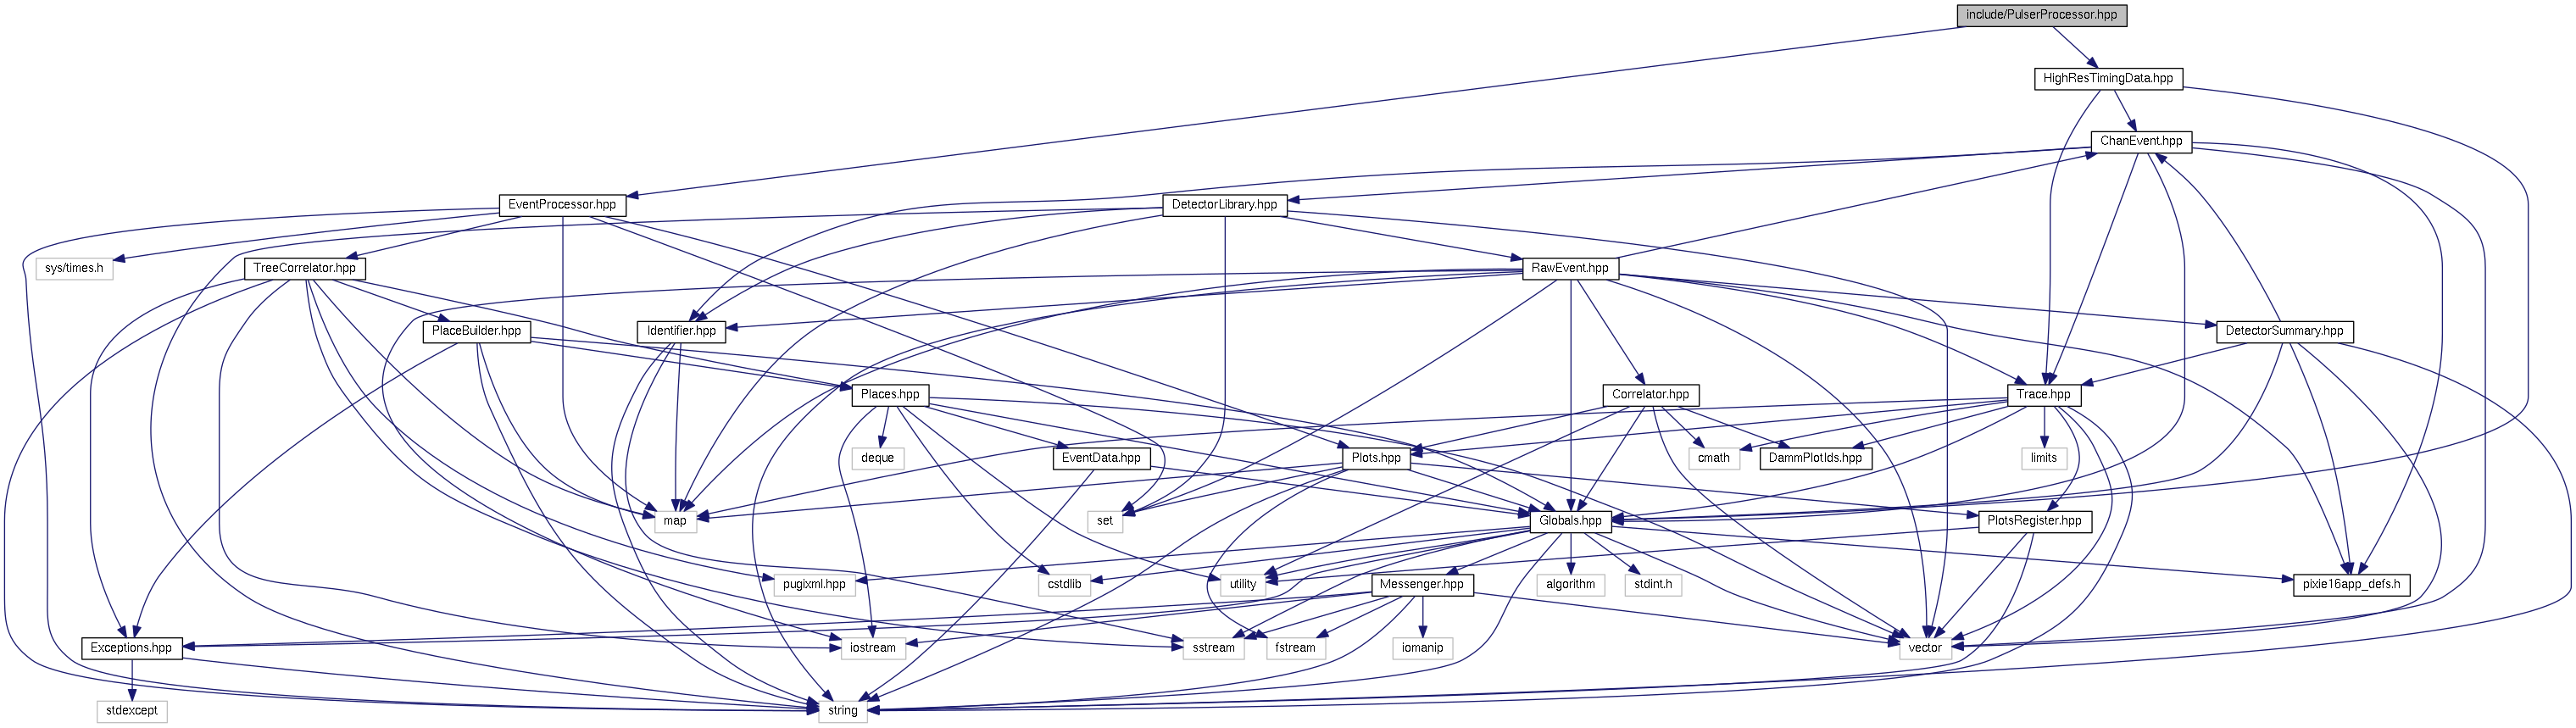 include/PulserProcessor.hpp
HighResTimingData.hpp
ChanEvent.hpp
EventProcessor.hpp
DetectorLibrary.hpp
sys/times.h
TreeCorrelator.hpp
RawEvent.hpp
PlaceBuilder.hpp
Identifier.hpp
DetectorSummary.hpp
Places.hpp
Correlator.hpp
Trace.hpp
deque
EventData.hpp
Plots.hpp
cmath
DammPlotIds.hpp
limits
map
set
Globals.hpp
PlotsRegister.hpp
pugixml.hpp
cstdlib
utility
Messenger.hpp
algorithm
stdint.h
pixie16app_defs.h
Exceptions.hpp
iostream
sstream
fstream
iomanip
vector
stdexcept
string